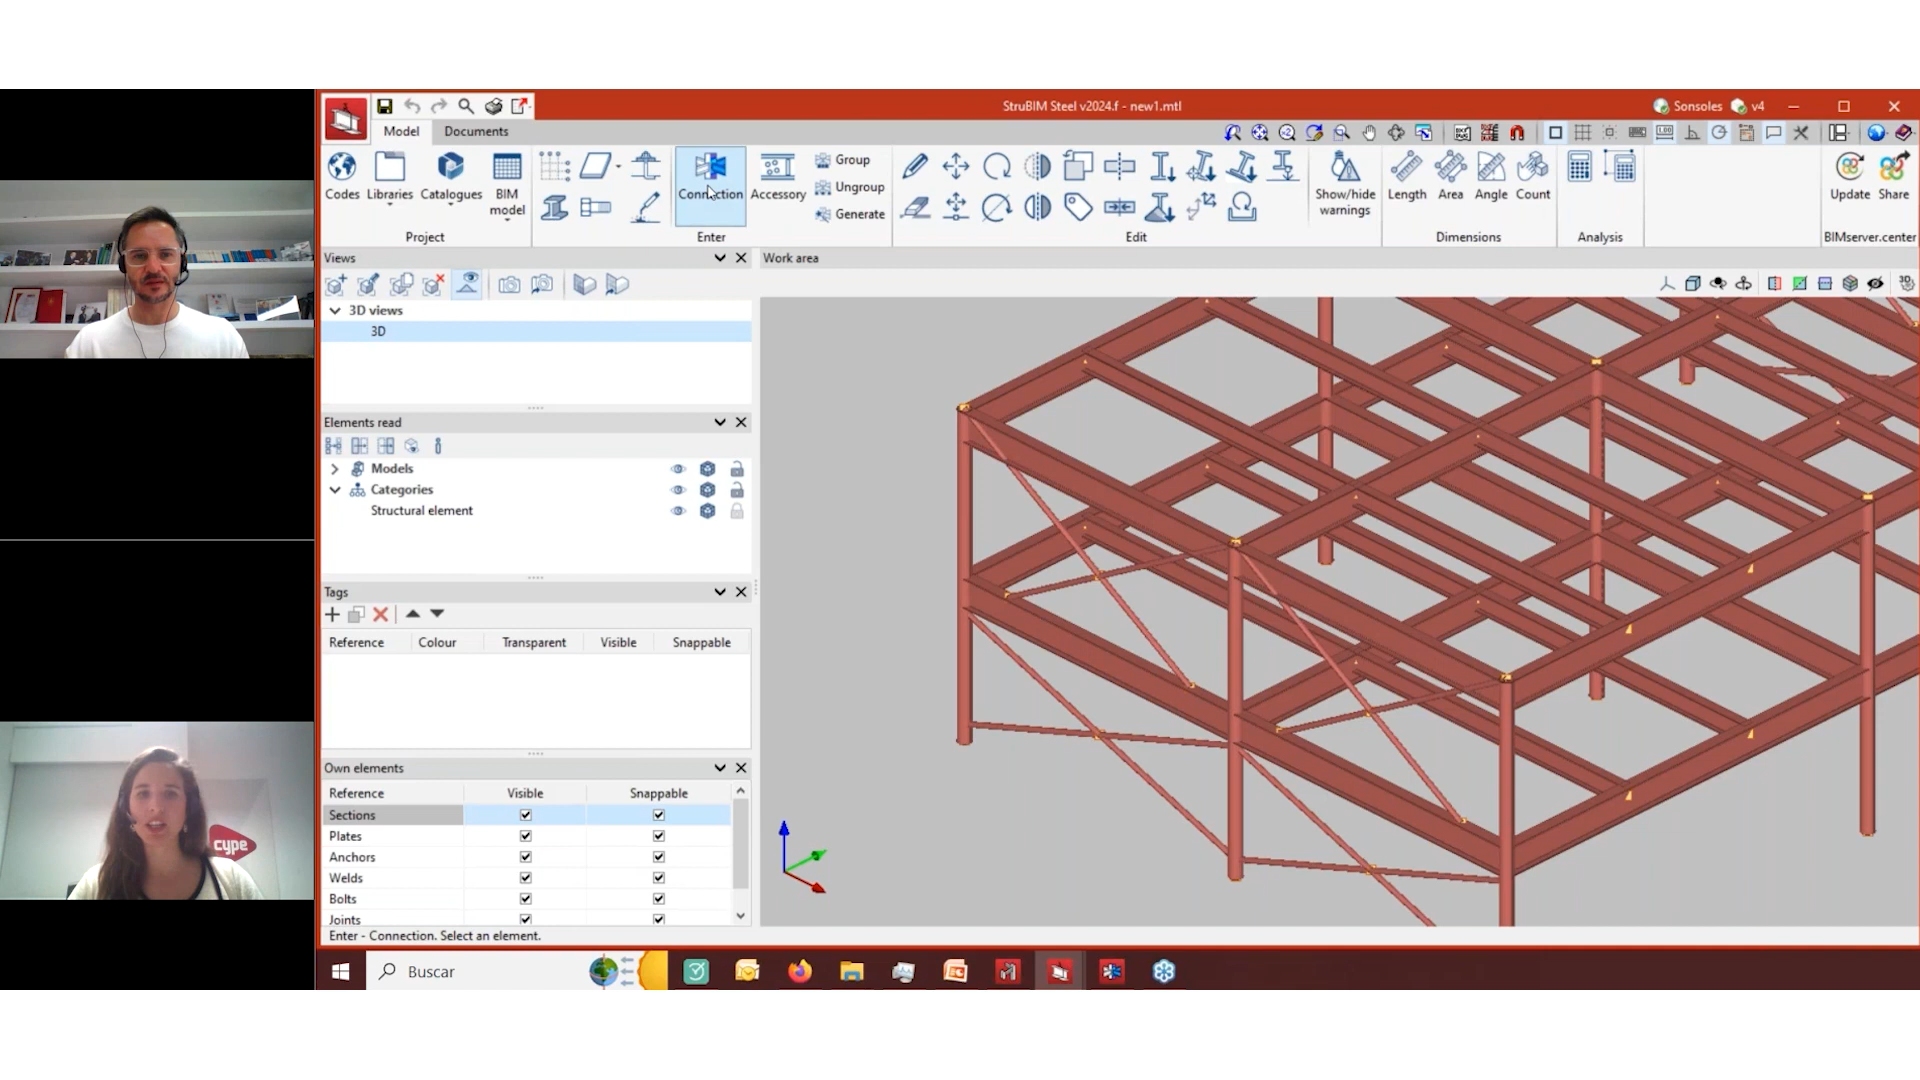 StruBIM Steel v2024.f - new1.mtl
Sonsoles
v4
Model
Documents
Codes
Libraries
Catalogues
BIM
model
Project
Connection
Accessory
Group
Ungroup
Generate
Enter
Edit
Show/hide
warnings
Length
Area
Angle
Count
Dimensions
Analysis
Update
Share
BIMserver.center
Views
Work area
3D views
3D
Elements read
Models
Categories
Structural element
Tags
Reference
Colour
Transparent
Visible
Snappable
Own elements
Reference
Visible
Snappable
Sections
Plates
Anchors
Welds
Bolts
Joints
Enter - Connection. Select an element.
cype
Buscar